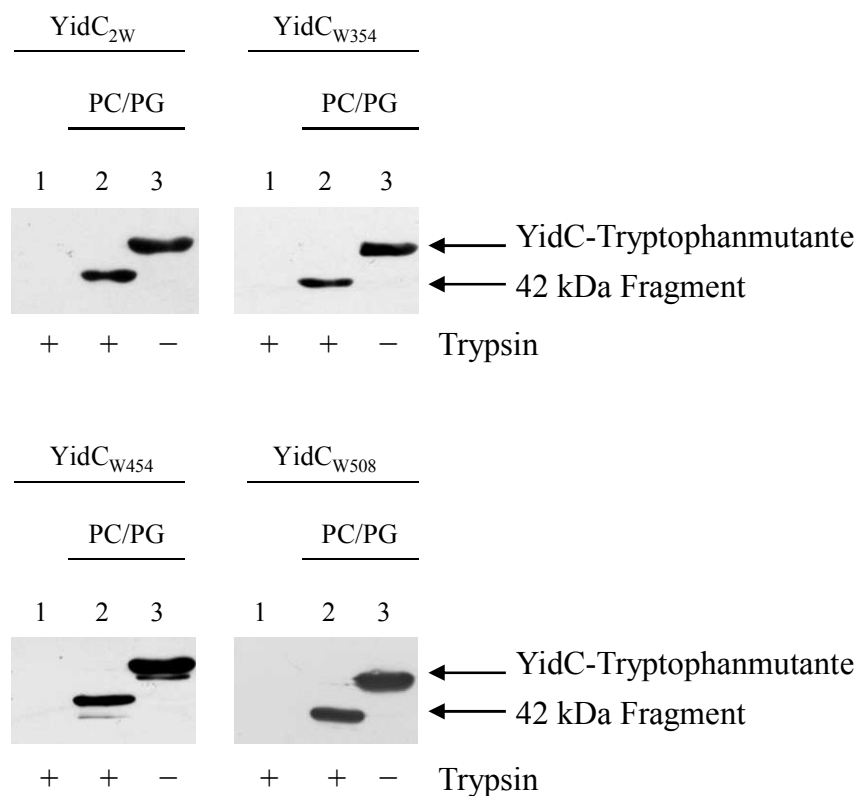 YidC2W YidCW354
PC/PG PC/PG
1 2 3 1 2 3
YidC-Tryptophanmutante
42 kDa Fragment
+ + − + + − Trypsin
YidCW454 YidCW508
PC/PG PC/PG
1 2 3 1 2 3
YidC-Tryptophanmutante
42 kDa Fragment
+ + − + + − Trypsin